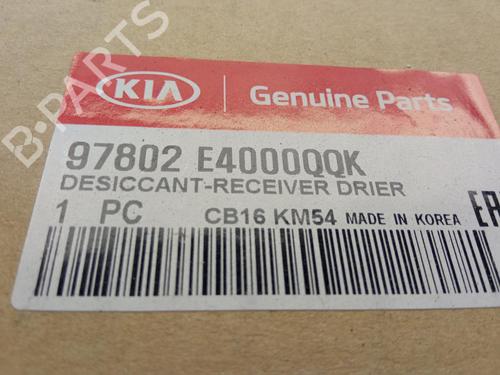 KIA
Genuine Parts
97802 E4000QQK
DESICCANT-RECEIVER DRIER
1 PC CB16 KM54 MADE IN KOREA
B-PARTS